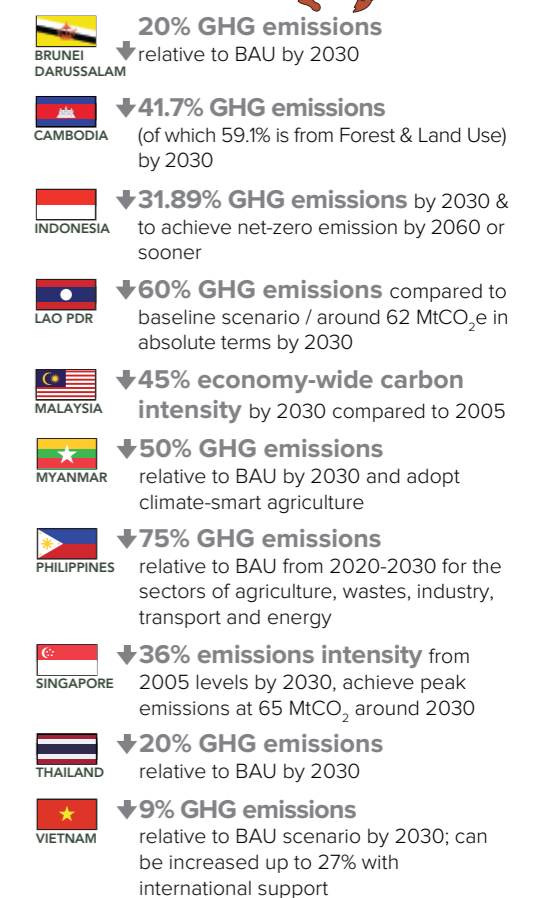 20% GHG emissions
BRUNEI DARUSSALAM
relative to BAU by 2030
CAMBODIA
41.7% GHG emissions
(of which 59.1% is from Forest & Land Use)
by 2030
INDONESIA
31.89% GHG emissions by 2030 &
to achieve net-zero emission by 2060 or
sooner
LAO PDR
60% GHG emissions compared to
baseline scenario / around 62 MtCO₂e in
absolute terms by 2030
MALAYSIA
45% economy-wide carbon
intensity by 2030 compared to 2005
MYANMAR
50% GHG emissions
relative to BAU by 2030 and adopt
climate-smart agriculture
PHILIPPINES
75% GHG emissions
relative to BAU from 2020-2030 for the
sectors of agriculture, wastes, industry,
transport and energy
SINGAPORE
36% emissions intensity from
2005 levels by 2030, achieve peak
emissions at 65 MtCO₂ around 2030
THAILAND
20% GHG emissions
relative to BAU by 2030
VIETNAM
9% GHG emissions
relative to BAU scenario by 2030; can
be increased up to 27% with
international support